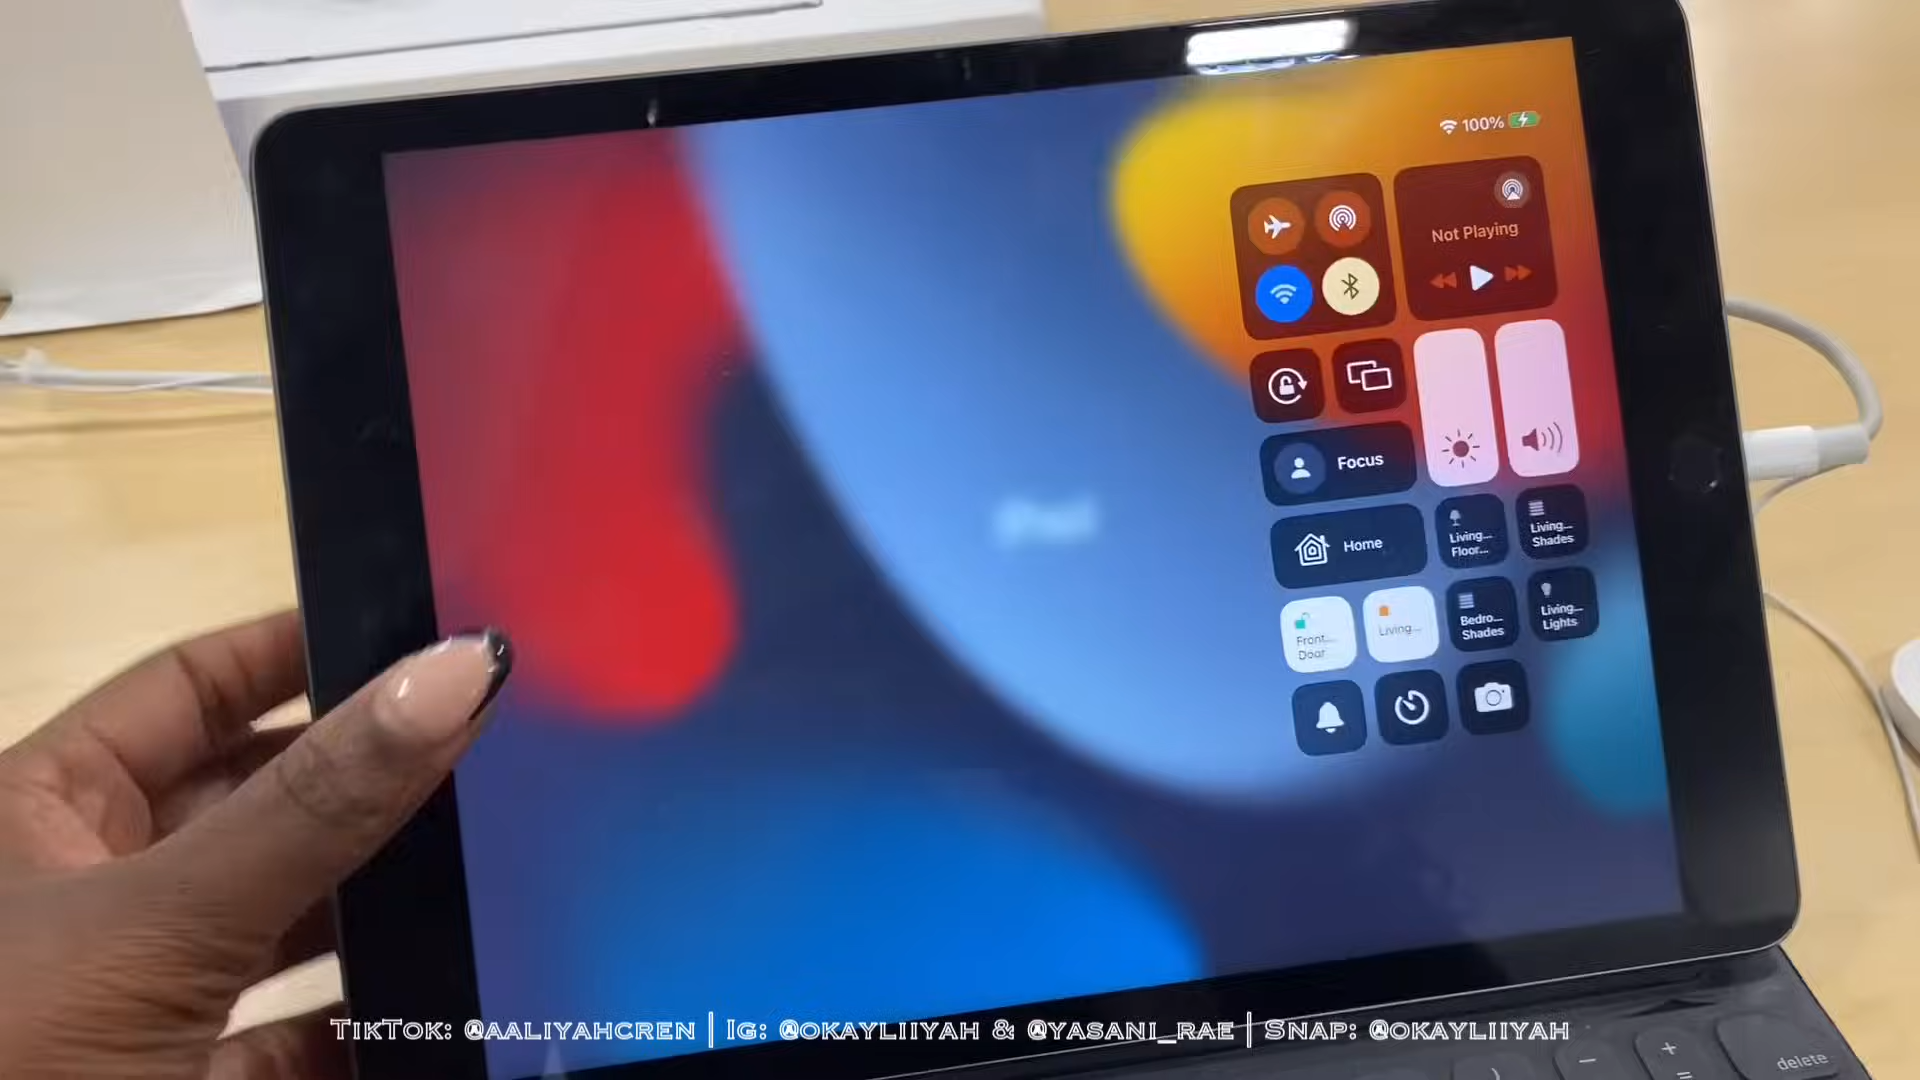 100%
Not Playing
Focus
Home
Living...
Floor...
Living...
Shades
Front...
Door
Living...
Bedro...
Shades
Living...
Lights
TikTok: @aaliyahcren | Ig: @okayliiyah & @yasani_rae | Snap: @okayliiyah
)
–
+
=
delete